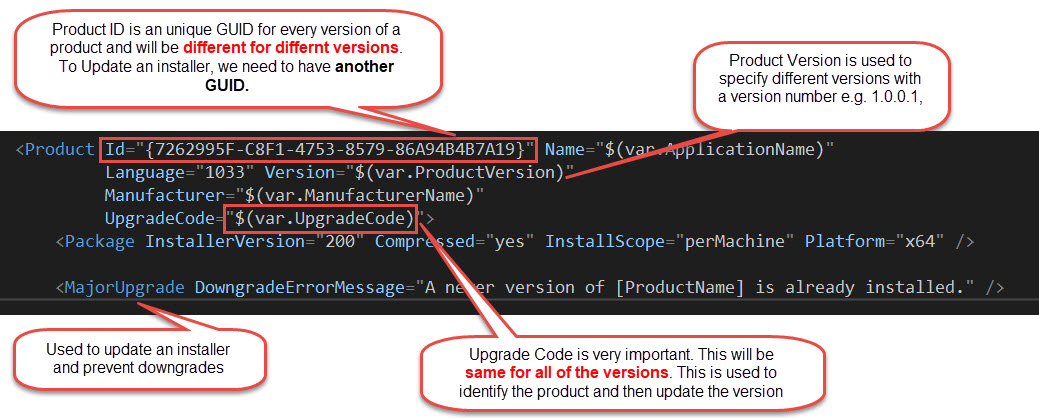 Product ID is an unique GUID for every version of a
product and will be different for differnt versions.
To Update an installer, we need to have another
GUID.
Product Version is used to
specify different versions with
a version number e.g. 1.0.0.1,
<Product Id="{7262995F-C8F1-4753-8579-86A94B4B7A19}" Name="$(var.ApplicationName)"
Language="1033" Version="$(var.ProductVersion)"
Manufacturer="$(var.ManufacturerName)"
UpgradeCode="$(var.UpgradeCode)">
<Package InstallerVersion="200" Compressed="yes" InstallScope="perMachine" Platform="x64" />
<MajorUpgrade DowngradeErrorMessage="A newer version of [ProductName] is already installed." />
Used to update an installer
and prevent downgrades
Upgrade Code is very important. This will be
same for all of the versions. This is used to
identify the product and then update the version